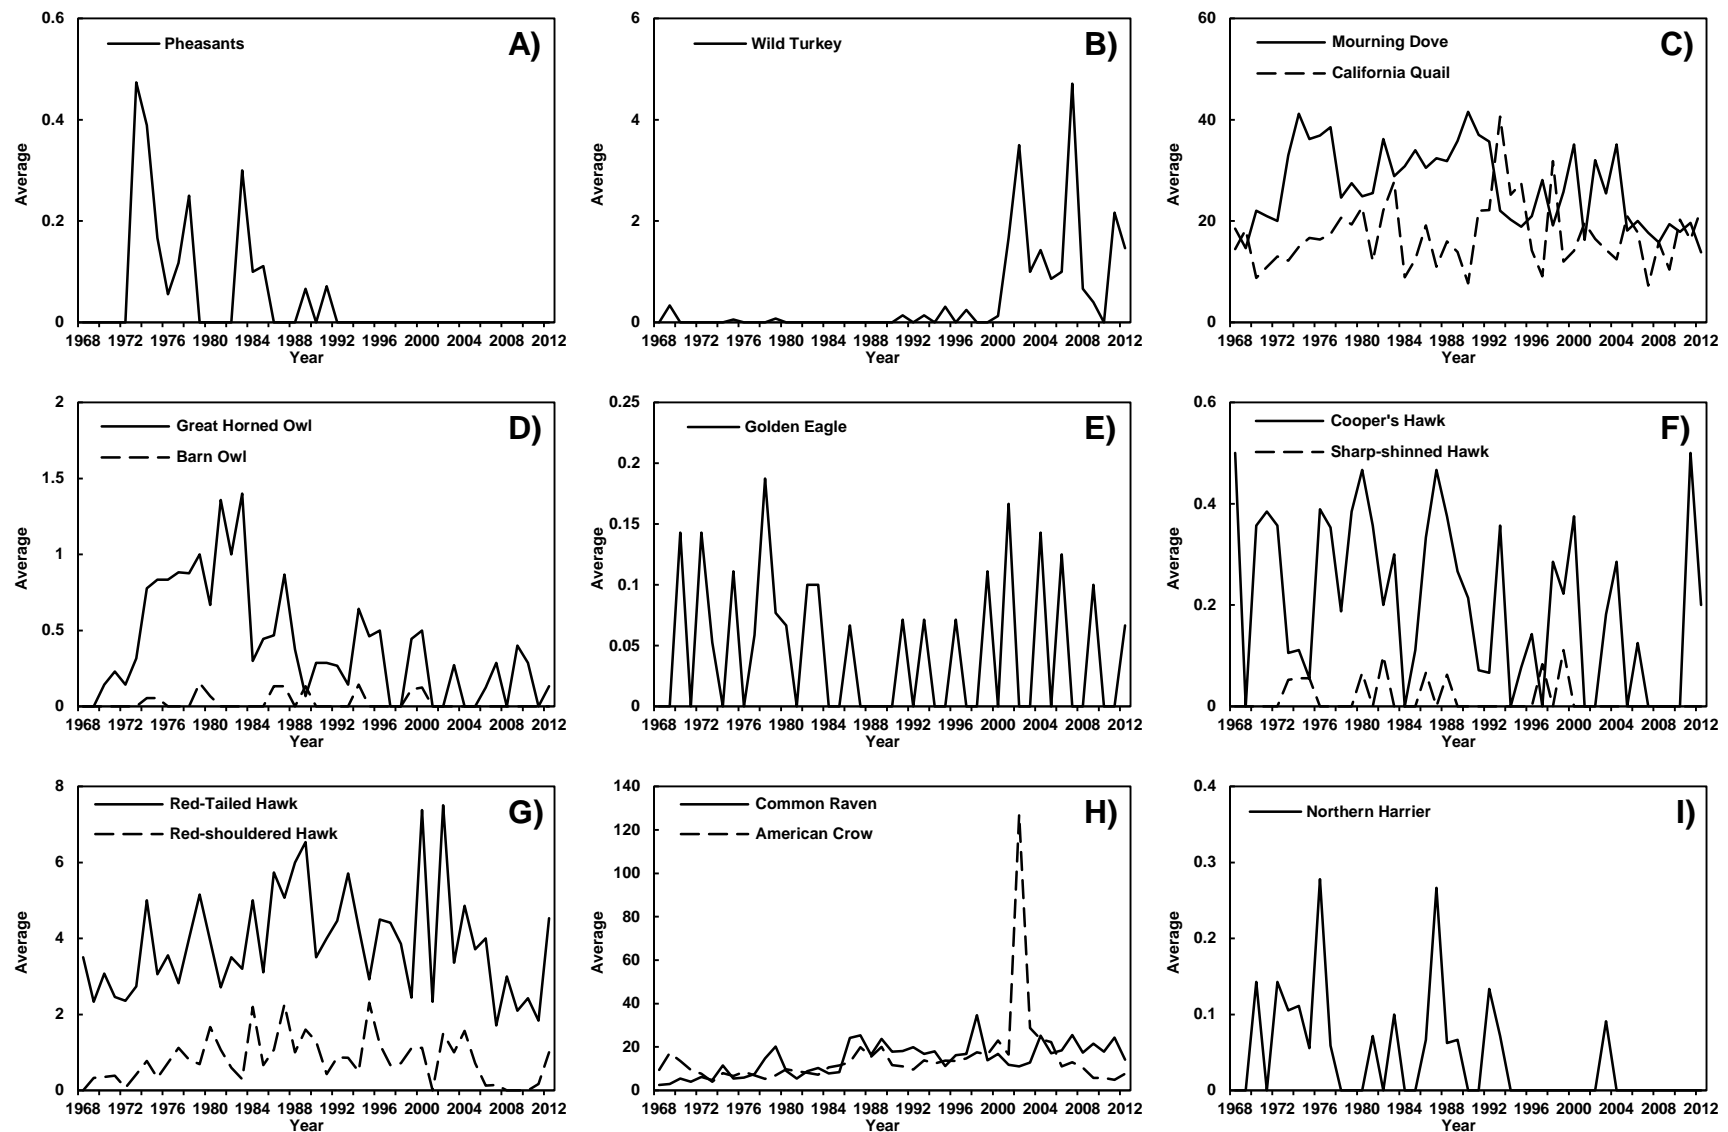 A)
Pheasants
Average
0.6
0.4
0.2
0
1968 1972 1976 1980 1984 1988 1992 1996 2000 2004 2008 2012
Year
B)
Wild Turkey
Average
6
4
2
0
1968 1972 1976 1980 1984 1988 1992 1996 2000 2004 2008 2012
Year
C)
Mourning Dove
California Quail
Average
60
40
20
0
1968 1972 1976 1980 1984 1988 1992 1996 2000 2004 2008 2012
Year
D)
Great Horned Owl
Barn Owl
Average
2
1.5
1
0.5
0
1968 1972 1976 1980 1984 1988 1992 1996 2000 2004 2008 2012
Year
E)
Golden Eagle
Average
0.25
0.2
0.15
0.1
0.05
0
1968 1972 1976 1980 1984 1988 1992 1996 2000 2004 2008 2012
Year
F)
Cooper's Hawk
Sharp-shinned Hawk
Average
0.6
0.4
0.2
0
1968 1972 1976 1980 1984 1988 1992 1996 2000 2004 2008 2012
Year
G)
Red-Tailed Hawk
Red-shouldered Hawk
Average
8
6
4
2
0
1968 1972 1976 1980 1984 1988 1992 1996 2000 2004 2008 2012
Year
H)
Common Raven
American Crow
Average
140
120
100
80
60
40
20
0
1968 1972 1976 1980 1984 1988 1992 1996 2000 2004 2008 2012
Year
I)
Northern Harrier
Average
0.4
0.3
0.2
0.1
0
1968 1972 1976 1980 1984 1988 1992 1996 2000 2004 2008 2012
Year